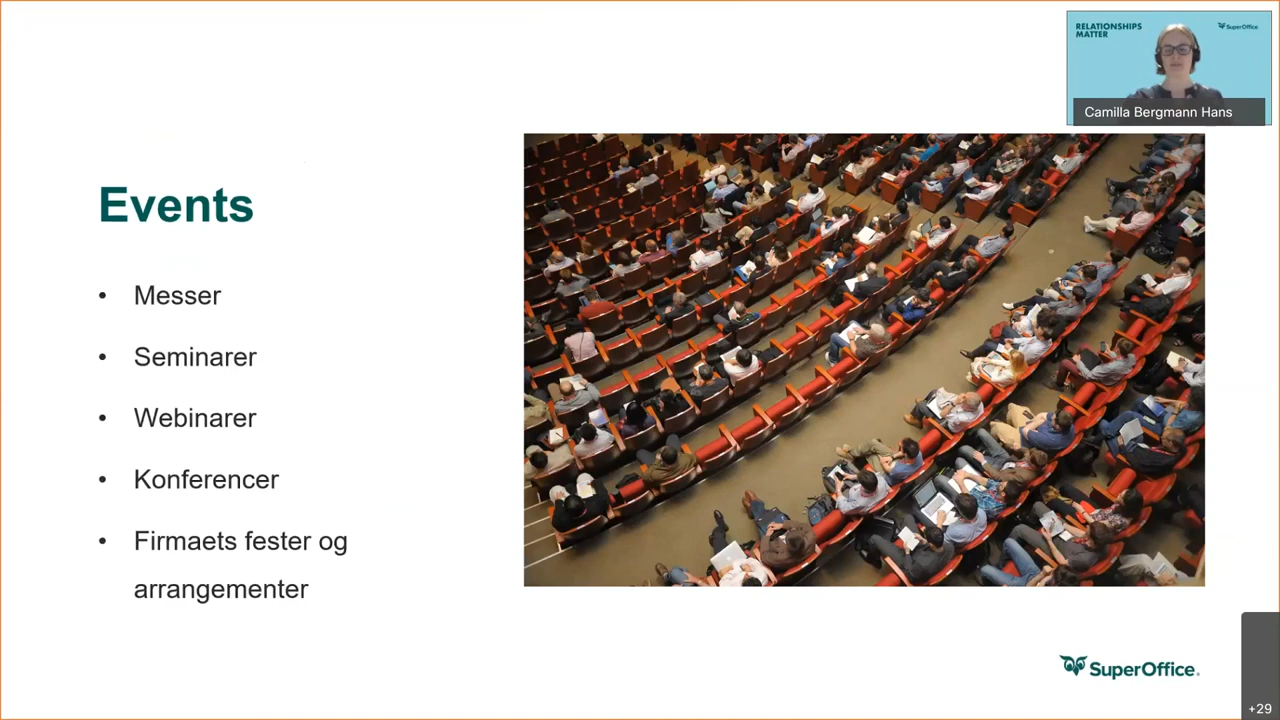 RELATIONSHIPS
MATTER
SuperOffice
Camilla Bergmann Hans
Events
• Messer
• Seminarer
• Webinarer
• Konferencer
• Firmaets fester og
arrangementer
SuperOffice.
+29